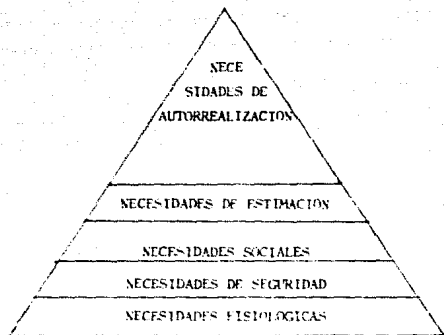 NECE
SIDADES DE
AUTORREALIZACION
NECESIDADES DE ESTIMACION
NECESIDADES SOCIALES
NECESIDADES DE SEGURIDAD
NECESIDADES FISIOLOGICAS